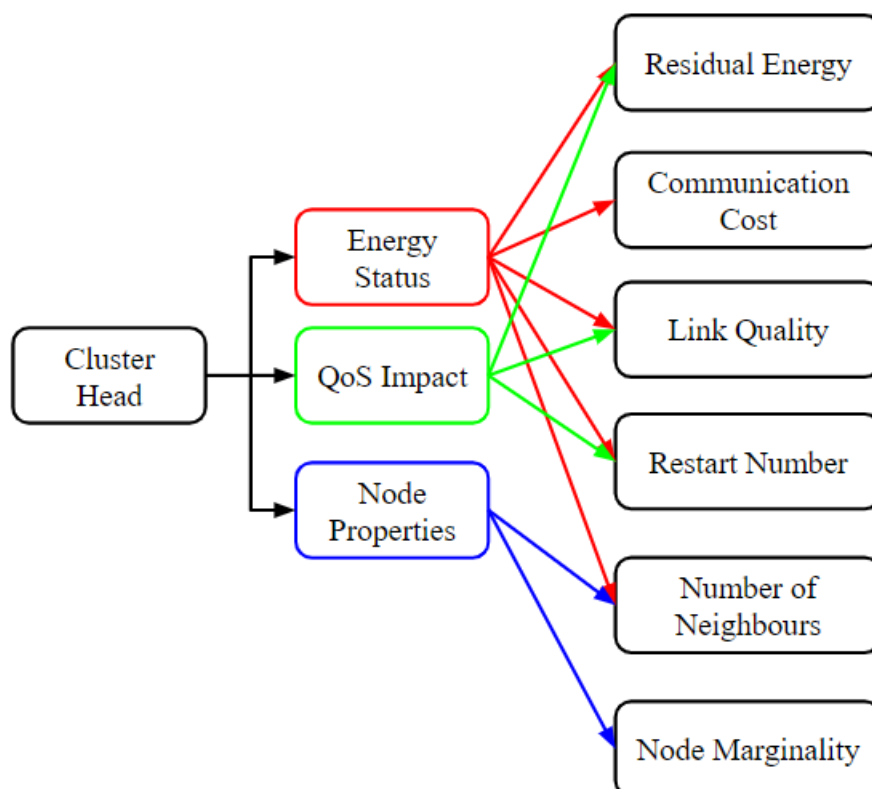 Cluster
Head
Energy
Status
QoS Impact
Node
Properties
Residual Energy
Communication
Cost
Link Quality
Restart Number
Number of
Neighbours
Node Marginality